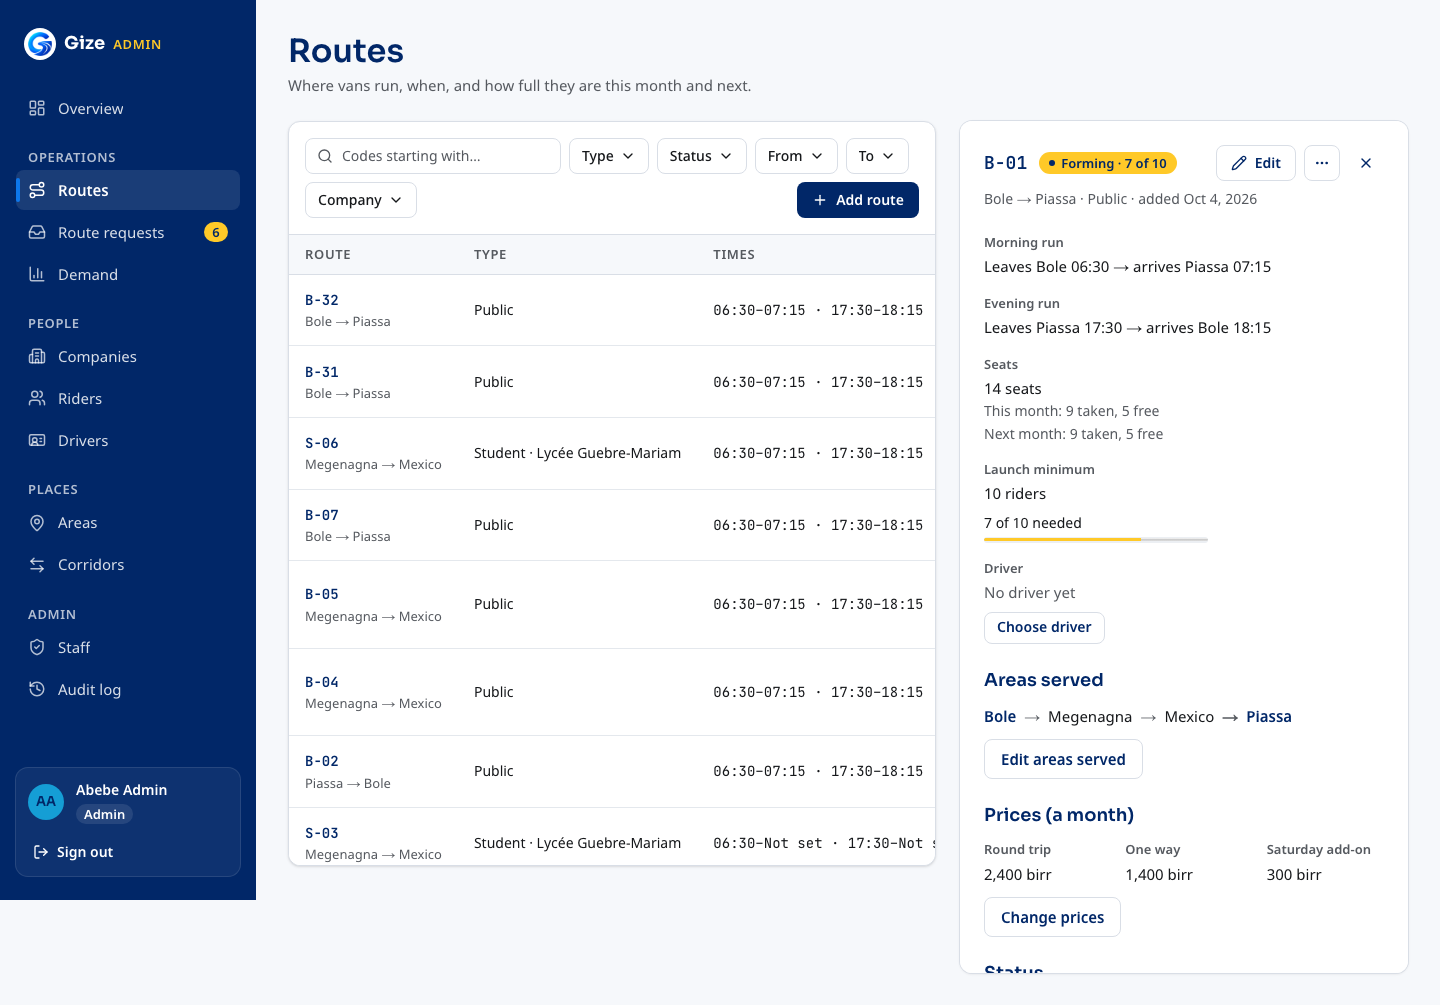 Gize ADMIN
Overview
OPERATIONS
Routes
Route requests 6
Demand
PEOPLE
Companies
Riders
Drivers
PLACES
Areas
Corridors
ADMIN
Staff
Audit log
AA
Abebe Admin
Admin
Sign out
Routes
Where vans run, when, and how full they are this month and next.
Codes starting with... Type Status From To
Company + Add route
ROUTE TYPE TIMES
B-32
Bole → Piassa
Public
06:30–07:15 · 17:30–18:15
B-31
Bole → Piassa
Public
06:30–07:15 · 17:30–18:15
S-06
Megenagna → Mexico
Student · Lycée Guebre-Mariam
06:30–07:15 · 17:30–18:15
B-07
Bole → Piassa
Public
06:30–07:15 · 17:30–18:15
B-05
Megenagna → Mexico
Public
06:30–07:15 · 17:30–18:15
B-04
Megenagna → Mexico
Public
06:30–07:15 · 17:30–18:15
B-02
Piassa → Bole
Public
06:30–07:15 · 17:30–18:15
S-03
Megenagna → Mexico
Student · Lycée Guebre-Mariam
06:30–Not set · 17:30–Not
B-01 Forming · 7 of 10 Edit ...
Bole → Piassa · Public · added Oct 4, 2026
Morning run
Leaves Bole 06:30 → arrives Piassa 07:15
Evening run
Leaves Piassa 17:30 → arrives Bole 18:15
Seats
14 seats
This month: 9 taken, 5 free
Next month: 9 taken, 5 free
Launch minimum
10 riders
7 of 10 needed
Driver
No driver yet
Choose driver
Areas served
Bole → Megenagna → Mexico → Piassa
Edit areas served
Prices (a month)
Round trip One way Saturday add-on
2,400 birr 1,400 birr 300 birr
Change prices
Status